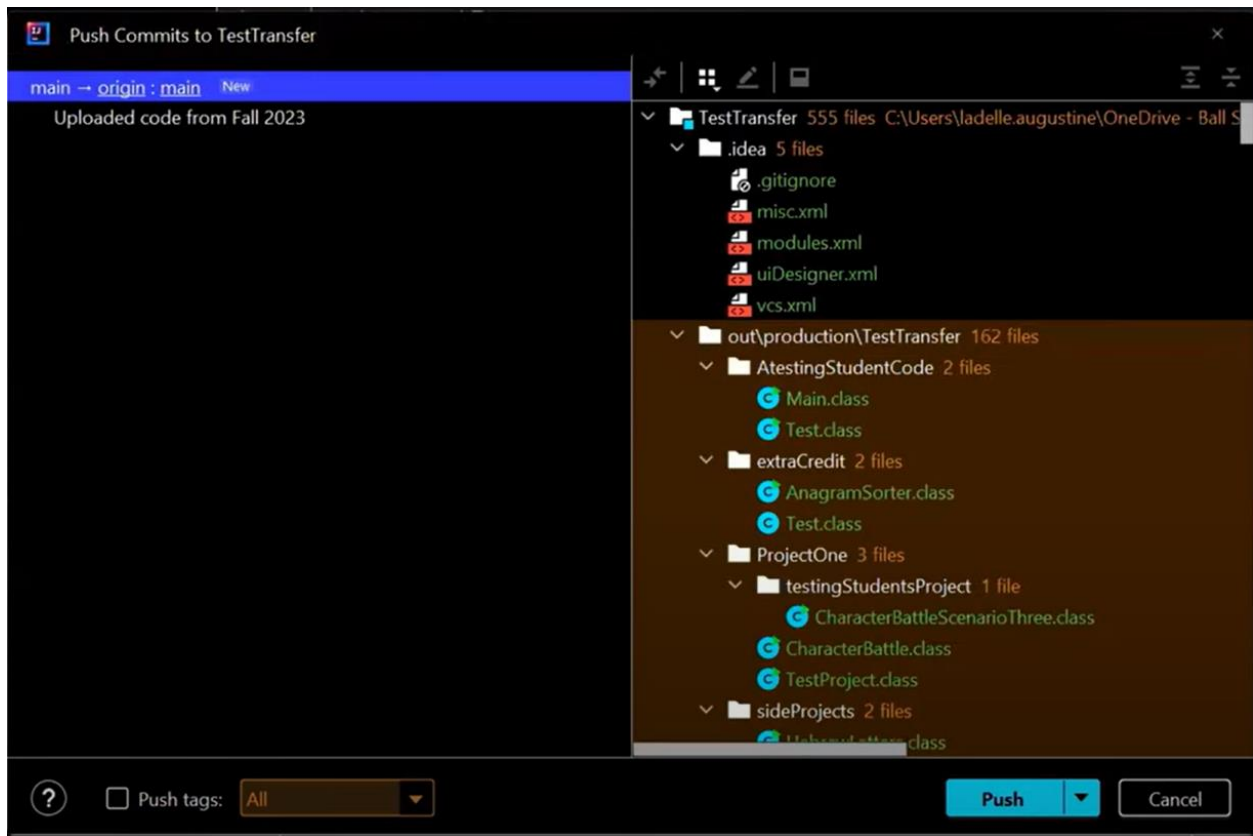 Push Commits to TestTransfer
main → origin : main New
Uploaded code from Fall 2023
TestTransfer 555 files C:\Users\ladelle.augustine\OneDrive - Ball S
.idea 5 files
.gitignore
misc.xml
modules.xml
uiDesigner.xml
vcs.xml
out\production\TestTransfer 162 files
AtestingStudentCode 2 files
Main.class
Test.class
extraCredit 2 files
AnagramSorter.class
Test.class
ProjectOne 3 files
testingStudentsProject 1 file
CharacterBattleScenarioThree.class
CharacterBattle.class
TestProject.class
sideProjects 2 files
HebrewLetters.class
? Push tags: All
Push
Cancel